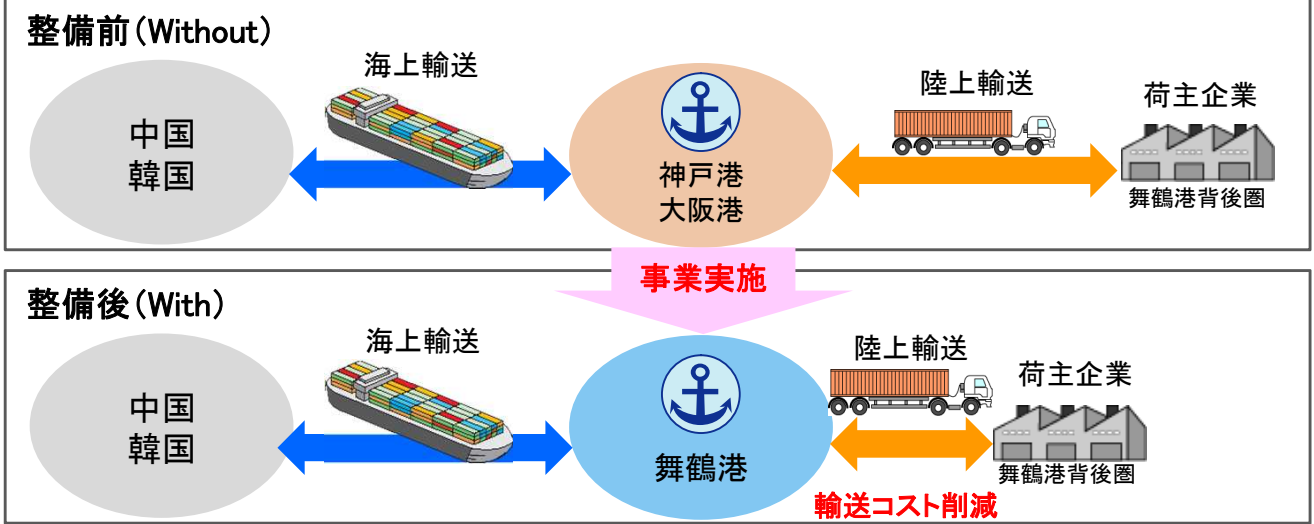 整備前(Without)
中国
韓国
海上輸送
神戸港
大阪港
陸上輸送
荷主企業
舞鶴港背後圏
事業実施
整備後(With)
中国
韓国
海上輸送
舞鶴港
陸上輸送
荷主企業
舞鶴港背後圏
輸送コスト削減